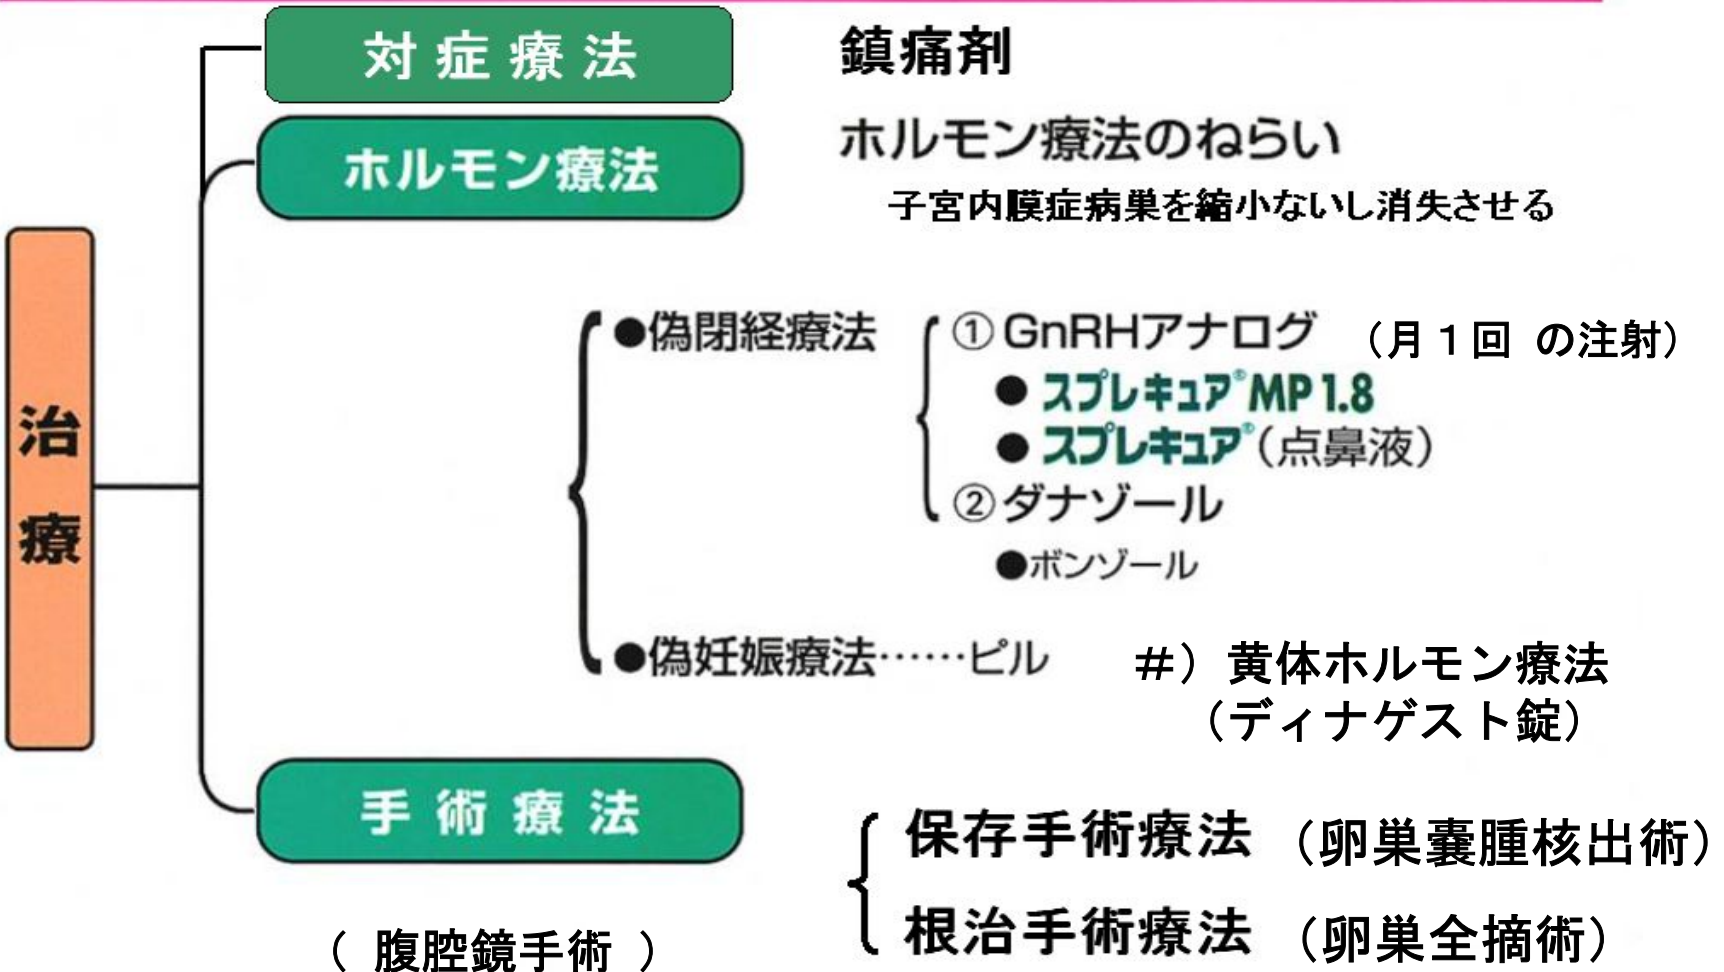 対症療法
鎮痛剤
ホルモン療法
ホルモン療法のねらい
子宮内膜症病巣を縮小ないし消失させる
治療
●偽閉経療法
①GnRHアナログ (月1回 の注射)
● スプレキュア®MP 1.8
● スプレキュア®(点鼻液)
②ダナゾール
●ボンゾール
●偽妊娠療法……ピル
#)黄体ホルモン療法
(ディナゲスト錠)
手術療法
保存手術療法 (卵巣嚢腫核出術)
根治手術療法 (卵巣全摘術)
( 腹腔鏡手術 )